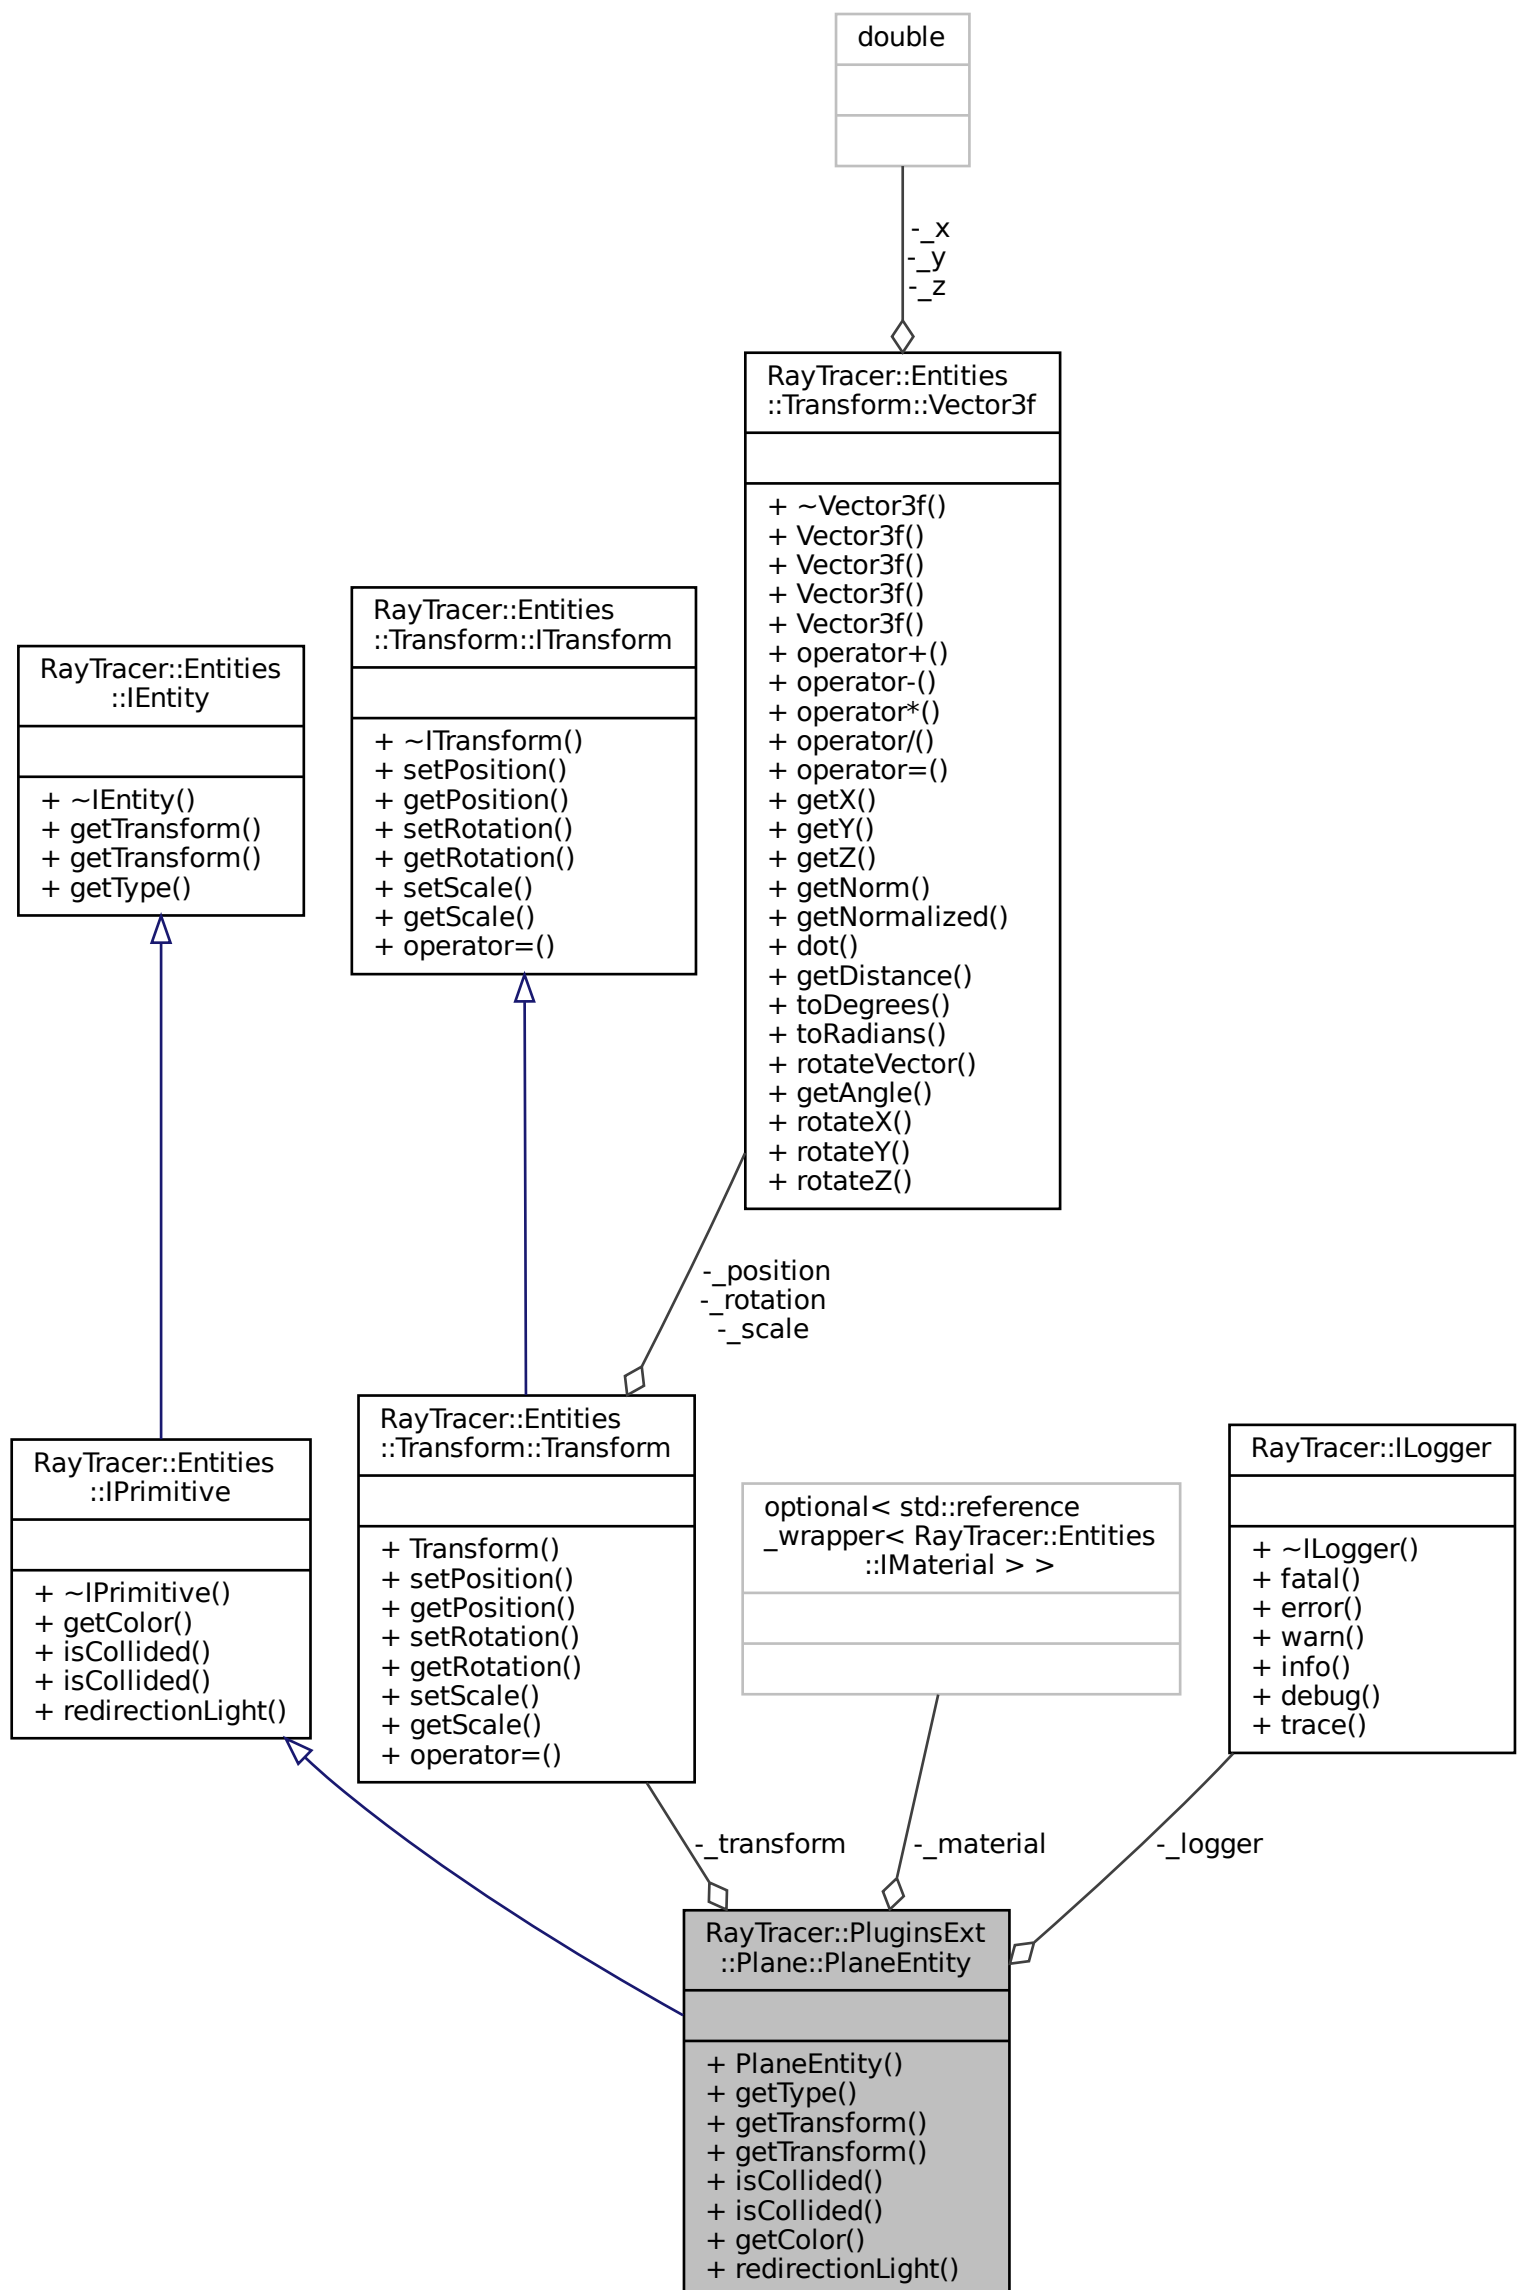 double
-_x
-_y
-_z
RayTracer::Entities
::Transform::Vector3f
+ ~Vector3f()
+ Vector3f()
+ Vector3f()
+ Vector3f()
+ Vector3f()
+ operator+()
+ operator-()
+ operator*()
+ operator/()
+ operator=()
+ getX()
+ getY()
+ getZ()
+ getNorm()
+ getNormalized()
+ dot()
+ getDistance()
+ toDegrees()
+ toRadians()
+ rotateVector()
+ getAngle()
+ rotateX()
+ rotateY()
+ rotateZ()
RayTracer::Entities
::Transform::ITransform
+ ~ITransform()
+ setPosition()
+ getPosition()
+ setRotation()
+ getRotation()
+ setScale()
+ getScale()
+ operator=()
RayTracer::Entities
::IEntity
+ ~IEntity()
+ getTransform()
+ getTransform()
+ getType()
-_position
-_rotation
-_scale
RayTracer::Entities
::IPrimitive
+ ~IPrimitive()
+ getColor()
+ isCollided()
+ isCollided()
+ redirectionLight()
RayTracer::Entities
::Transform::Transform
+ Transform()
+ setPosition()
+ getPosition()
+ setRotation()
+ getRotation()
+ setScale()
+ getScale()
+ operator=()
optional< std::reference
_wrapper< RayTracer::Entities
::IMaterial > >
RayTracer::ILogger
+ ~ILogger()
+ fatal()
+ error()
+ warn()
+ info()
+ debug()
+ trace()
-_transform
-_material
-_logger
RayTracer::PluginsExt
::Plane::PlaneEntity
+ PlaneEntity()
+ getType()
+ getTransform()
+ getTransform()
+ isCollided()
+ isCollided()
+ getColor()
+ redirectionLight()